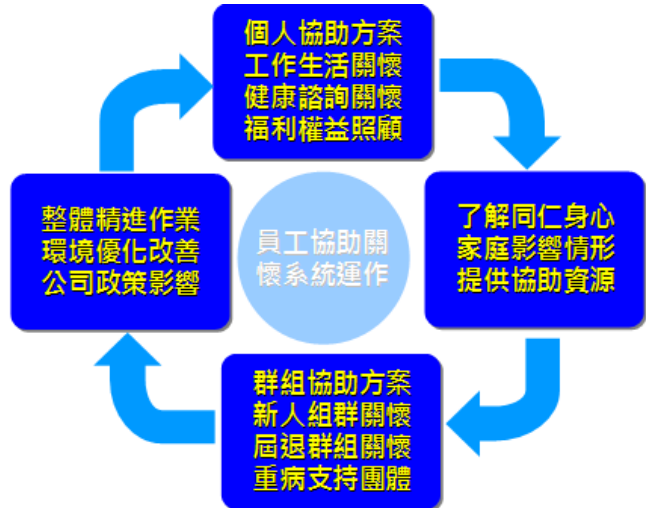 個人協助方案
工作生活關懷
健康諮詢關懷
福利權益照顧
了解同仁身心
家庭影響情形
提供協助資源
群組協助方案
新人組群關懷
屆退群組關懷
重病支持團體
整體精進作業
環境優化改善
公司政策影響
員工協助關
懷系統運作